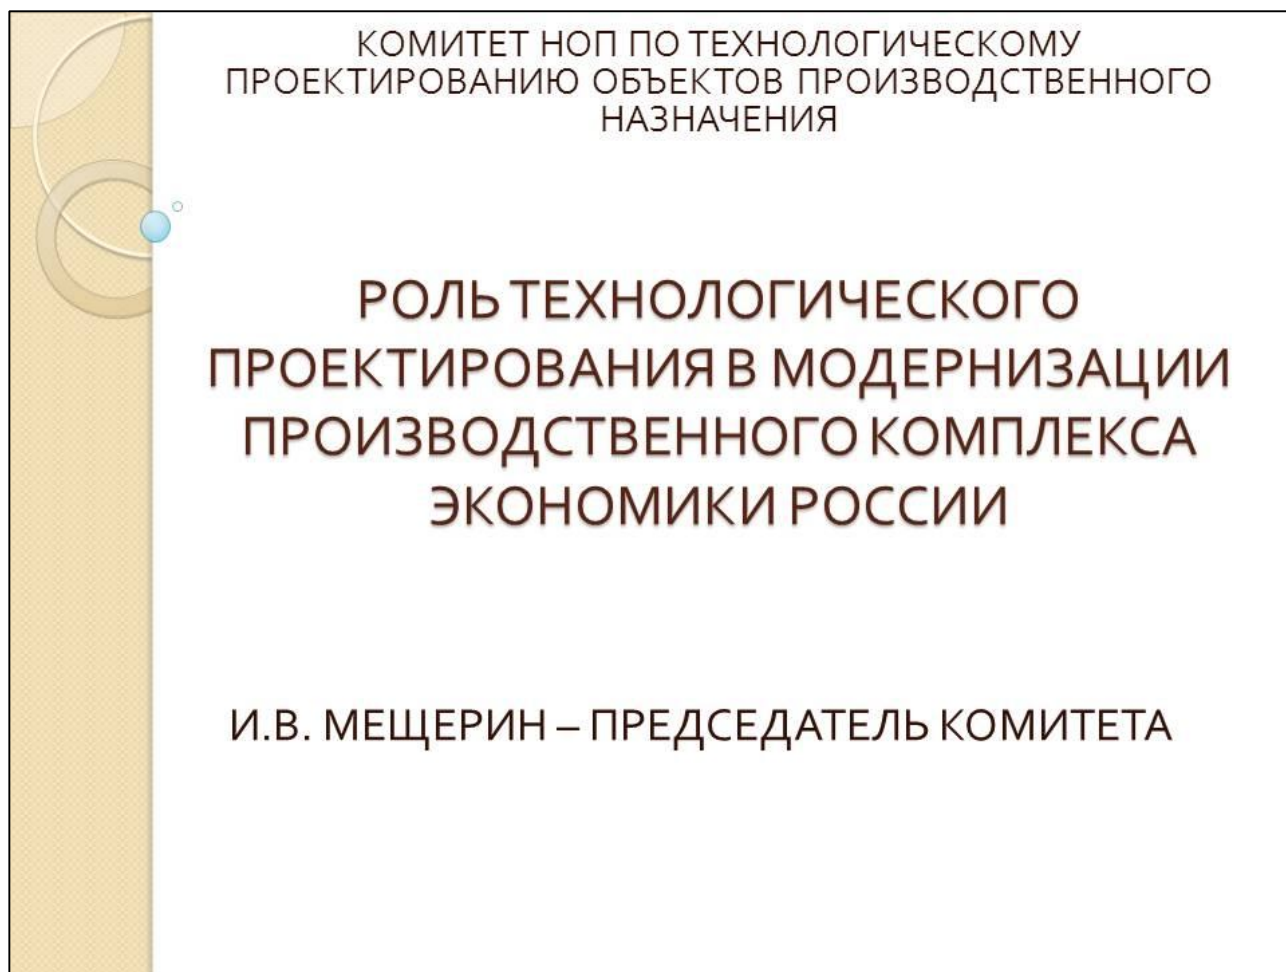 КОМИТЕТ НОП ПО ТЕХНОЛОГИЧЕСКОМУ
ПРОЕКТИРОВАНИЮ ОБЪЕКТОВ ПРОИЗВОДСТВЕННОГО
НАЗНАЧЕНИЯ
РОЛЬ ТЕХНОЛОГИЧЕСКОГО
ПРОЕКТИРОВАНИЯ В МОДЕРНИЗАЦИИ
ПРОИЗВОДСТВЕННОГО КОМПЛЕКСА
ЭКОНОМИКИ РОССИИ
И.В. МЕЩЕРИН – ПРЕДСЕДАТЕЛЬ КОМИТЕТА